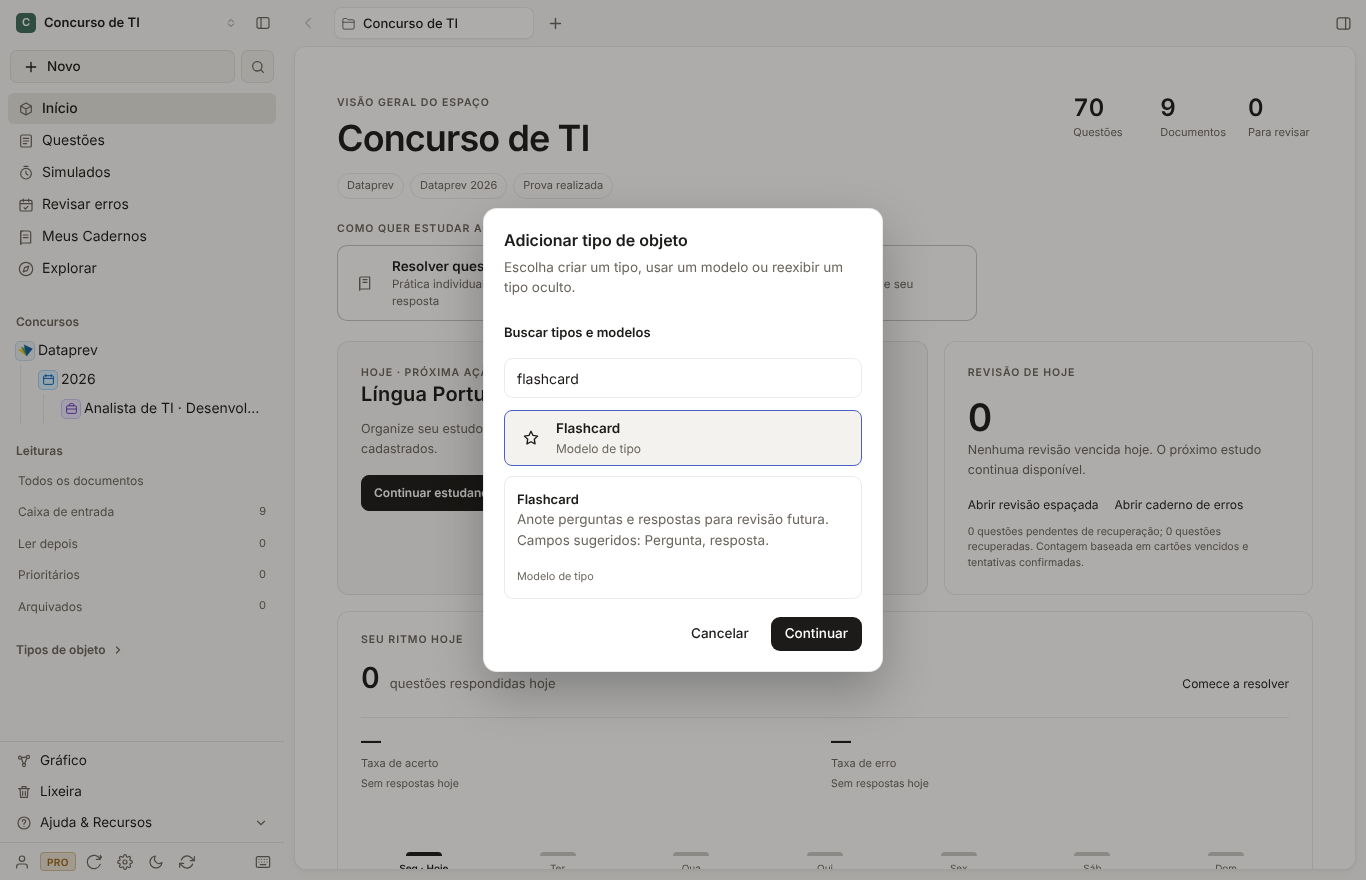 C Concurso de TI
Novo
Início
Questões
Simulados
Revisar erros
Meus Cadernos
Explorar
Concursos
Dataprev
2026
Analista de TI · Desenvol...
Leituras
Todos os documentos
Caixa de entrada 9
Ler depois 0
Prioritários 0
Arquivados 0
Tipos de objeto
Gráfico
Lixeira
Ajuda & Recursos
PRO
Concurso de TI
VISÃO GERAL DO ESPAÇO
Concurso de TI
70 9 0
Questões Documentos Para revisar
Dataprev Dataprev 2026 Prova realizada
COMO QUER ESTUDAR A
Resolver ques
Prática individua
resposta
e seu
HOJE · PRÓXIMA AÇÃ
Língua Portu
Organize seu estudo
cadastrados.
Continuar estudan
REVISÃO DE HOJE
0
Nenhuma revisão vencida hoje. O próximo estudo
continua disponível.
Abrir revisão espaçada Abrir caderno de erros
0 questões pendentes de recuperação; 0 questões
recuperadas. Contagem baseada em cartões vencidos e
tentativas confirmadas.
SEU RITMO HOJE
0 questões respondidas hoje
Comece a resolver
— —
Taxa de acerto Taxa de erro
Sem respostas hoje Sem respostas hoje
Seg · Hoje Ter Qua Qui Sex Sáb Dom
Adicionar tipo de objeto
Escolha criar um tipo, usar um modelo ou reexibir um
tipo oculto.
Buscar tipos e modelos
flashcard
Flashcard
Modelo de tipo
Flashcard
Anote perguntas e respostas para revisão futura.
Campos sugeridos: Pergunta, resposta.
Modelo de tipo
Cancelar Continuar